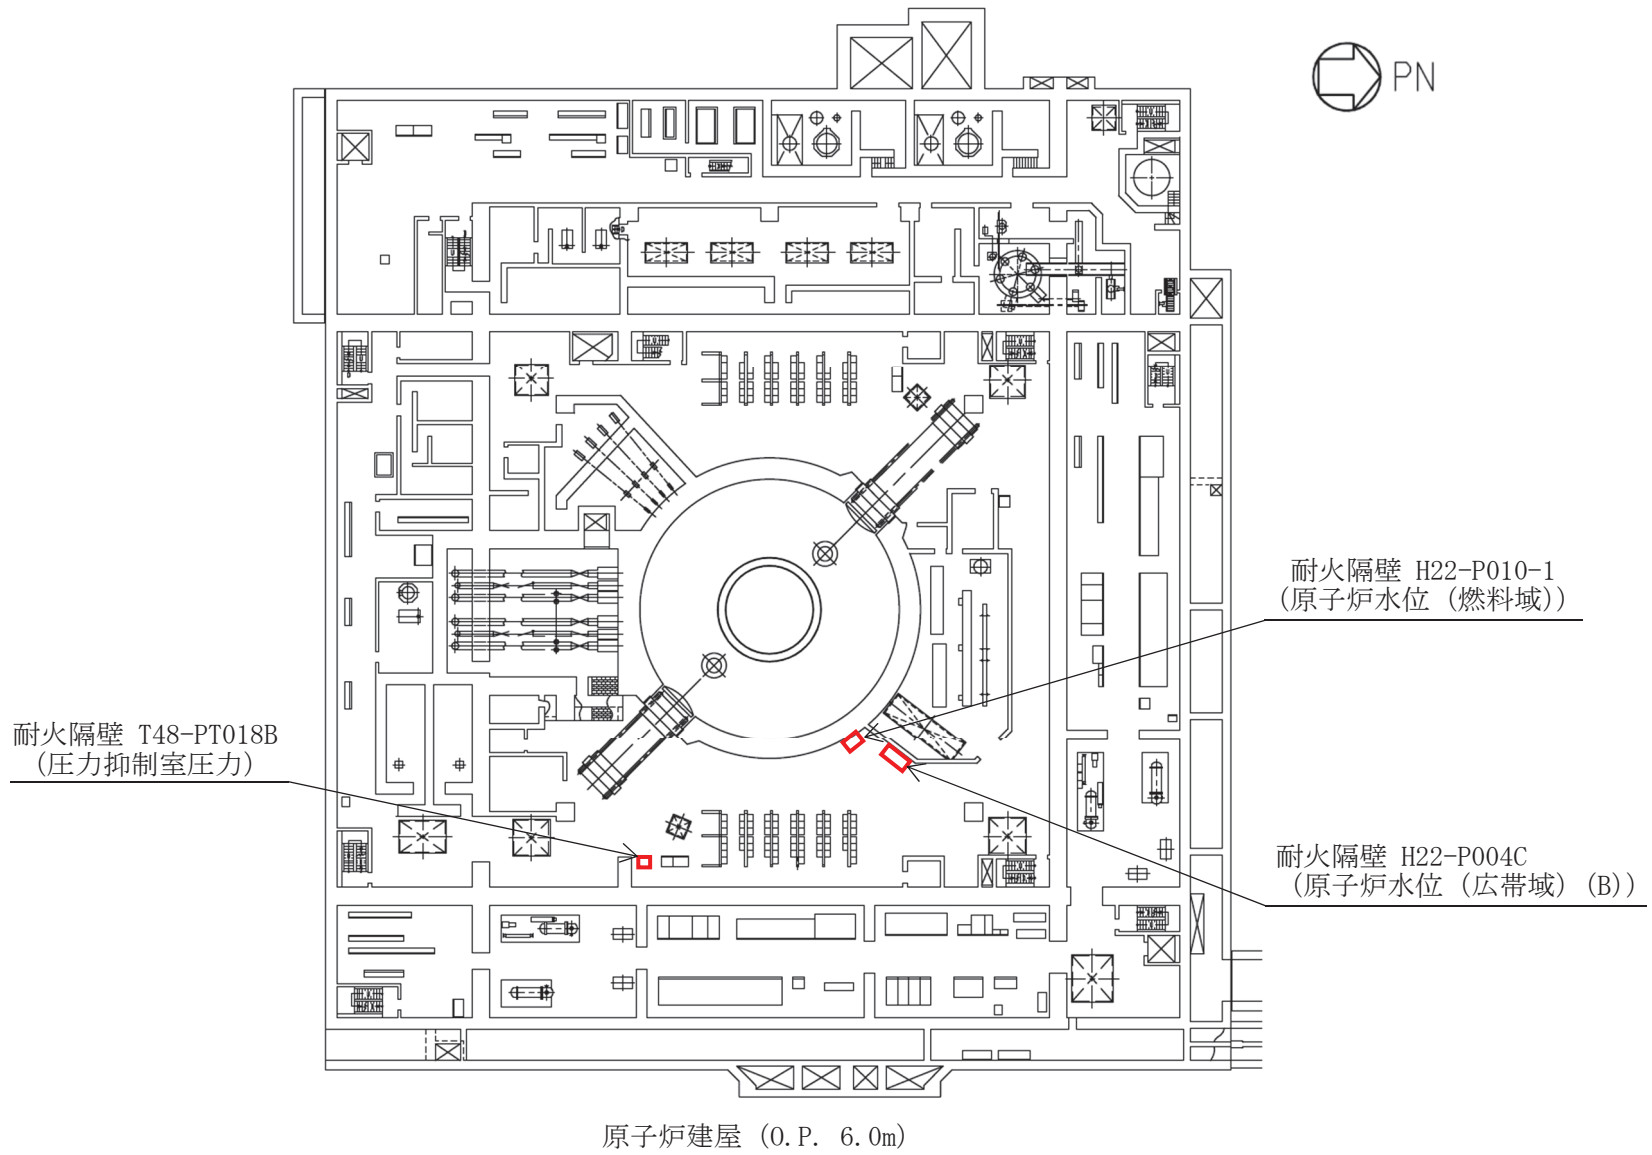 PN
耐火隔壁 H22-P010-1
(原子炉水位 (燃料域))
耐火隔壁 T48-PT018B
(圧力抑制室圧力)
耐火隔壁 H22-P004C
(原子炉水位 (広帯域) (B))
原子炉建屋 (O.P. 6.0m)